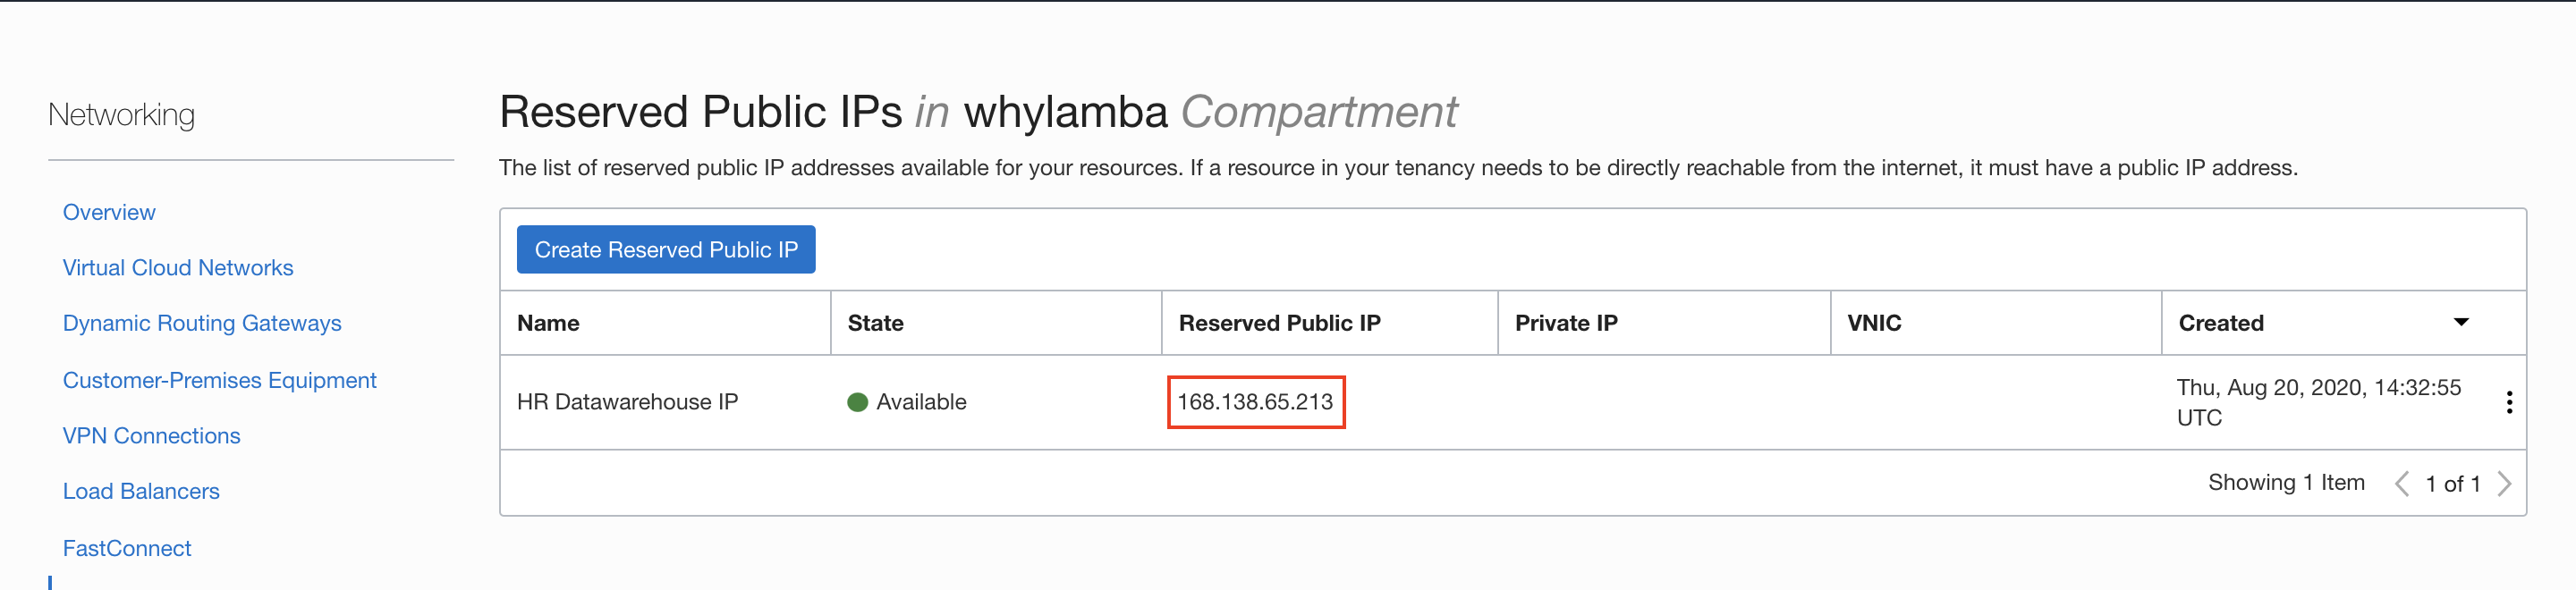 Networking
Overview
Virtual Cloud Networks
Dynamic Routing Gateways
Customer-Premises Equipment
VPN Connections
Load Balancers
FastConnect
Reserved Public IPs in whylamba Compartment
The list of reserved public IP addresses available for your resources. If a resource in your tenancy needs to be directly reachable from the internet, it must have a public IP address.
Create Reserved Public IP
Name State Reserved Public IP Private IP VNIC Created
HR Datawarehouse IP Available 168.138.65.213 Thu, Aug 20, 2020, 14:32:55
UTC
Showing 1 Item 1 of 1